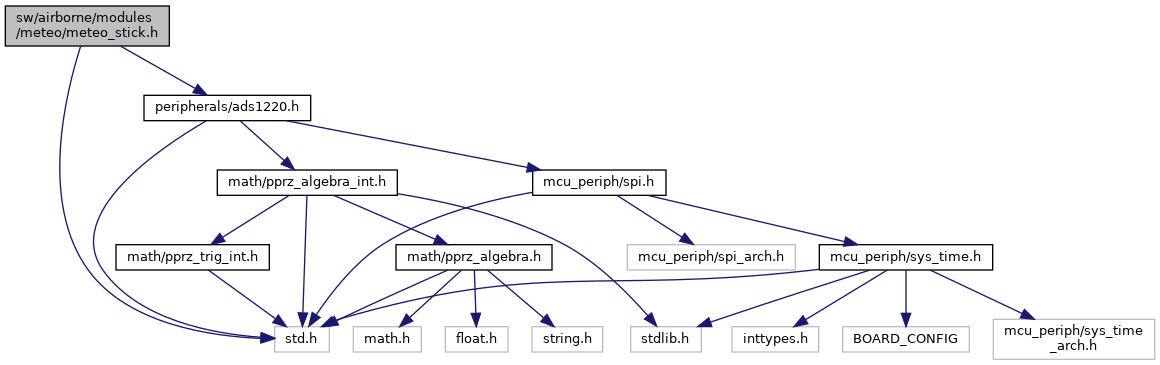 sw/airborne/modules
/meteo/meteo_stick.h
peripherals/ads1220.h
math/pprz_algebra_int.h
mcu_periph/spi.h
math/pprz_trig_int.h
math/pprz_algebra.h
mcu_periph/spi_arch.h
mcu_periph/sys_time.h
std.h
math.h
float.h
string.h
stdlib.h
inttypes.h
BOARD_CONFIG
mcu_periph/sys_time
_arch.h